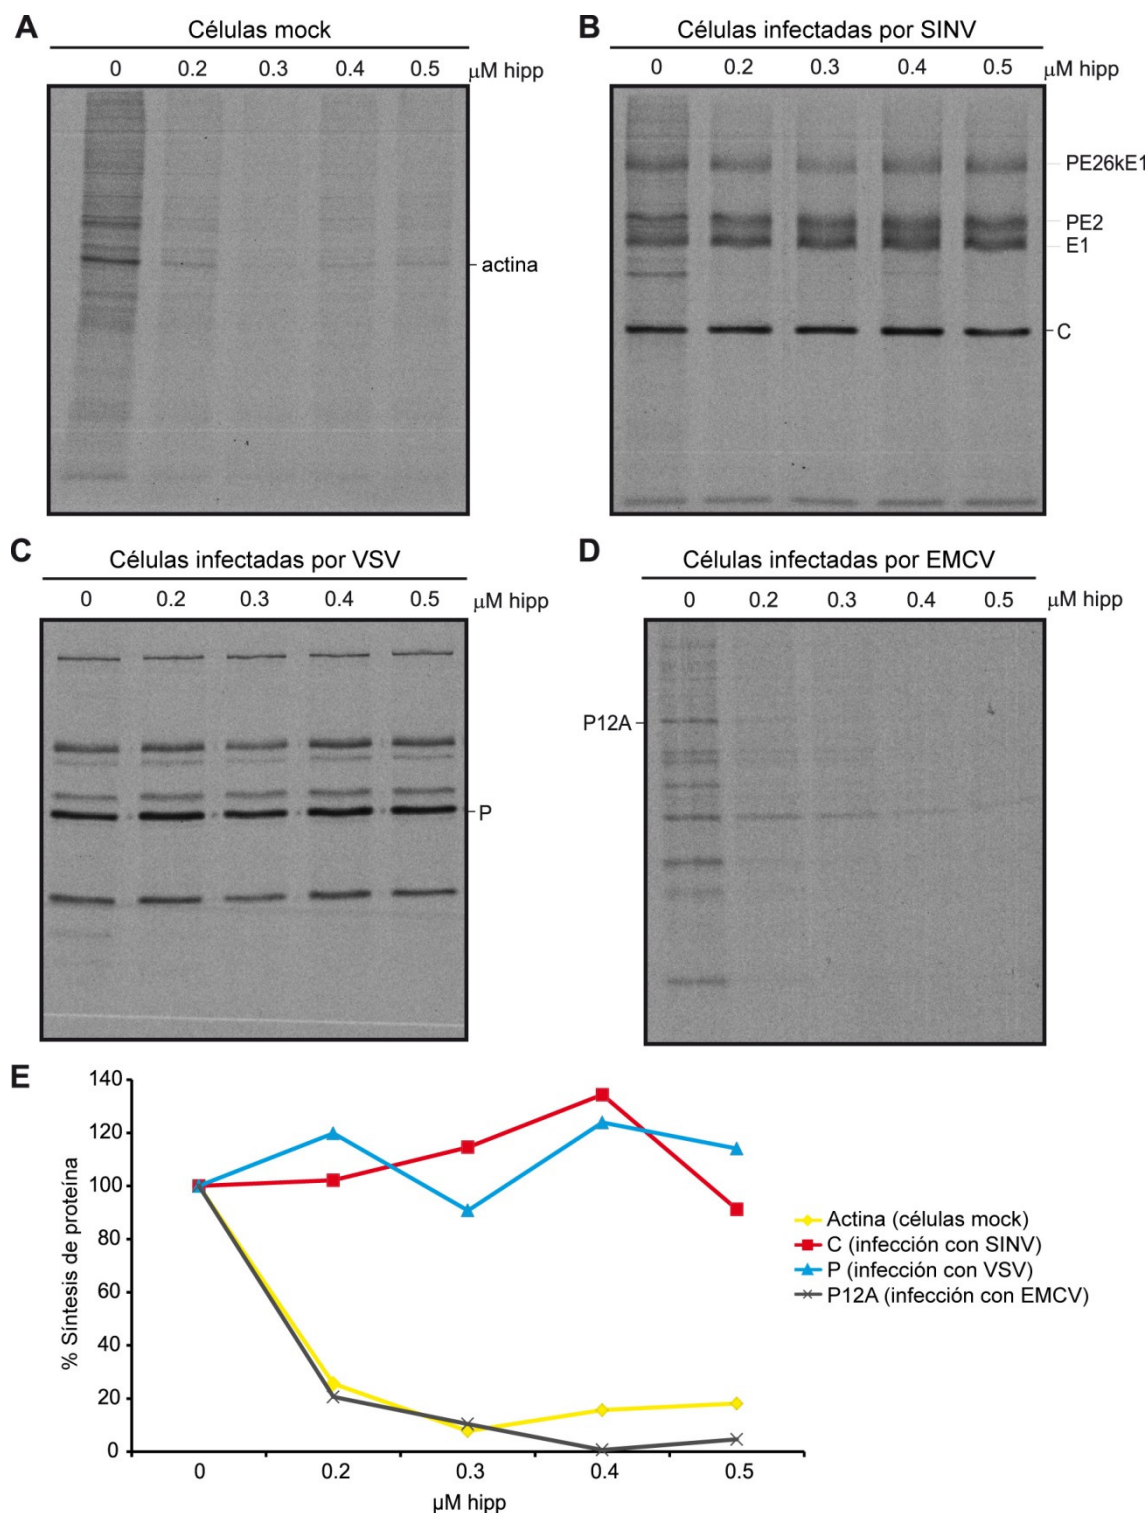 A
Células mock
0 0.2 0.3 0.4 0.5 μM hipp
actina
B
Células infectadas por SINV
0 0.2 0.3 0.4 0.5 μM hipp
PE26kE1
PE2
E1
C
C
Células infectadas por VSV
0 0.2 0.3 0.4 0.5 μM hipp
P
D
Células infectadas por EMCV
0 0.2 0.3 0.4 0.5 μM hipp
P12A
E
% Síntesis de proteína
140
120
100
80
60
40
20
0
0 0.2 0.3 0.4 0.5
μM hipp
Actina (células mock)
C (infección con SINV)
P (infección con VSV)
P12A (infección con EMCV)